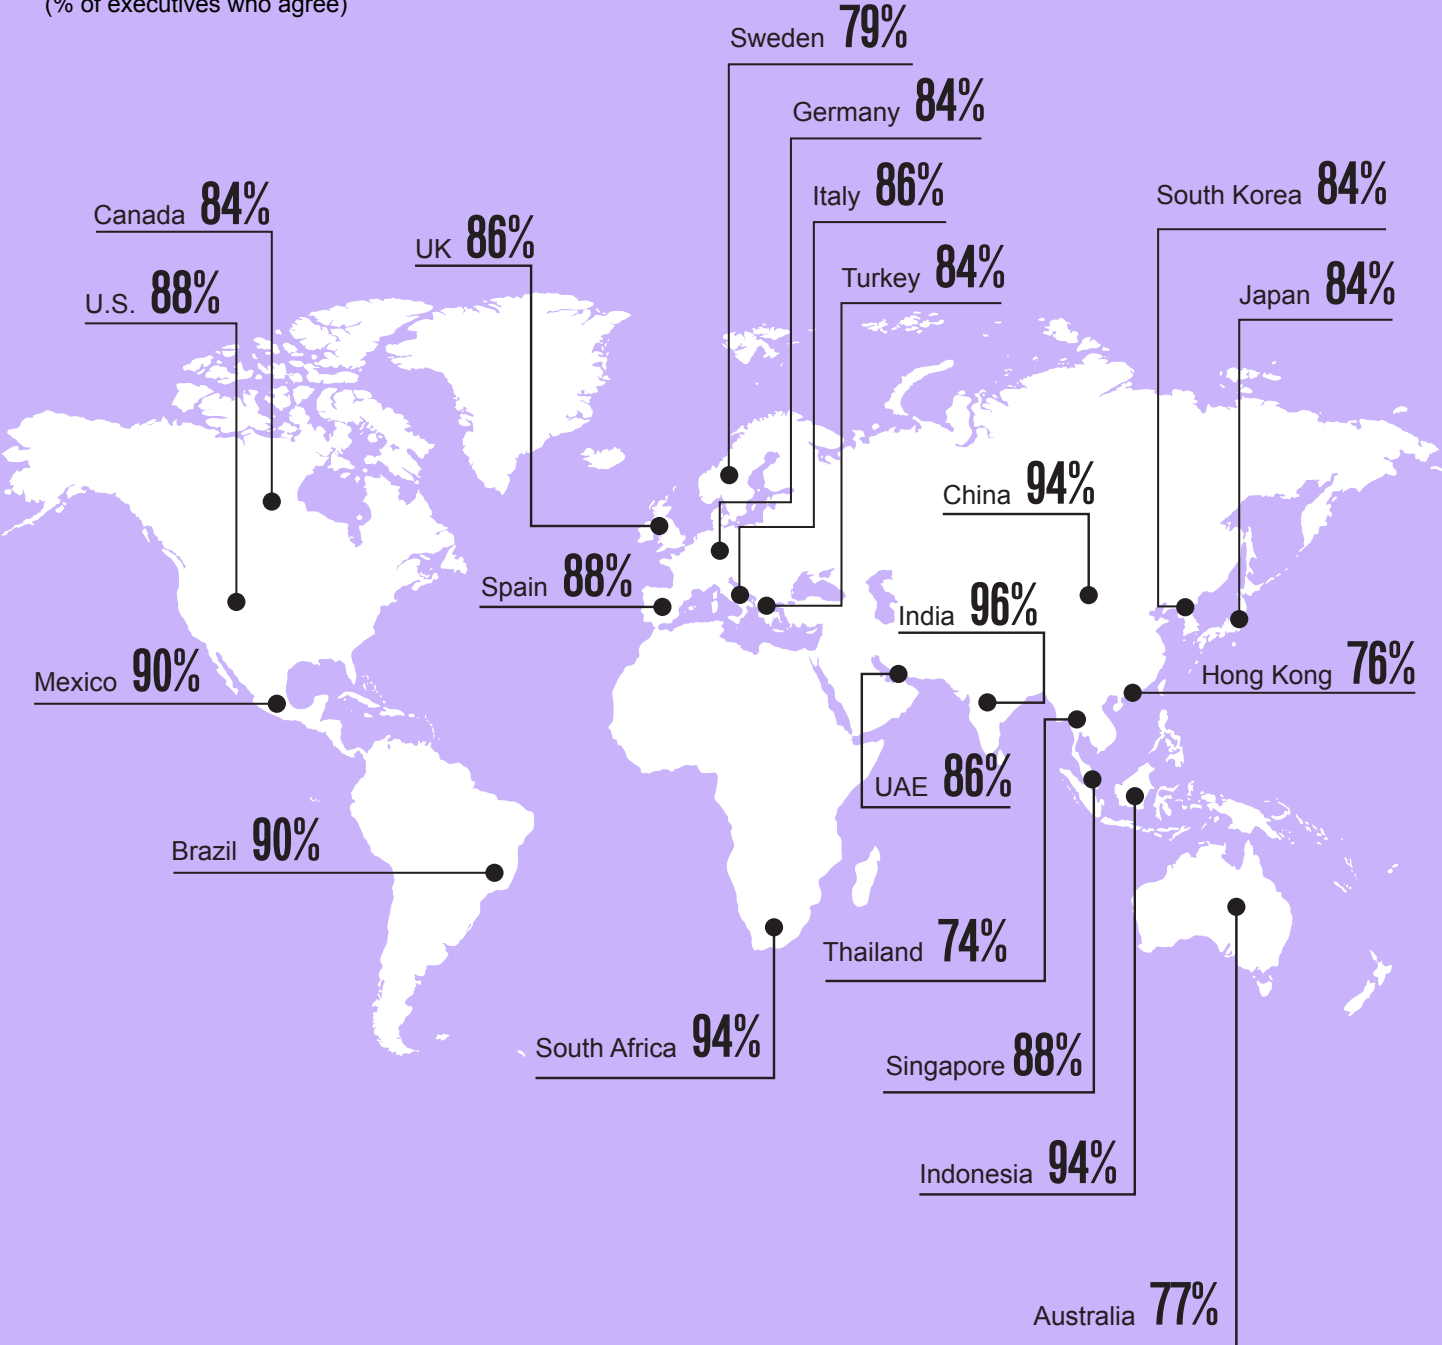 (% of executives who agree)
Sweden 79%
Germany 84%
Italy 86%
Turkey 84%
South Korea 84%
Japan 84%
Canada 84%
U.S. 88%
UK 86%
China 94%
Spain 88%
India 96%
Mexico 90%
Hong Kong 76%
UAE 86%
Brazil 90%
Thailand 74%
South Africa 94%
Singapore 88%
Indonesia 94%
Australia 77%